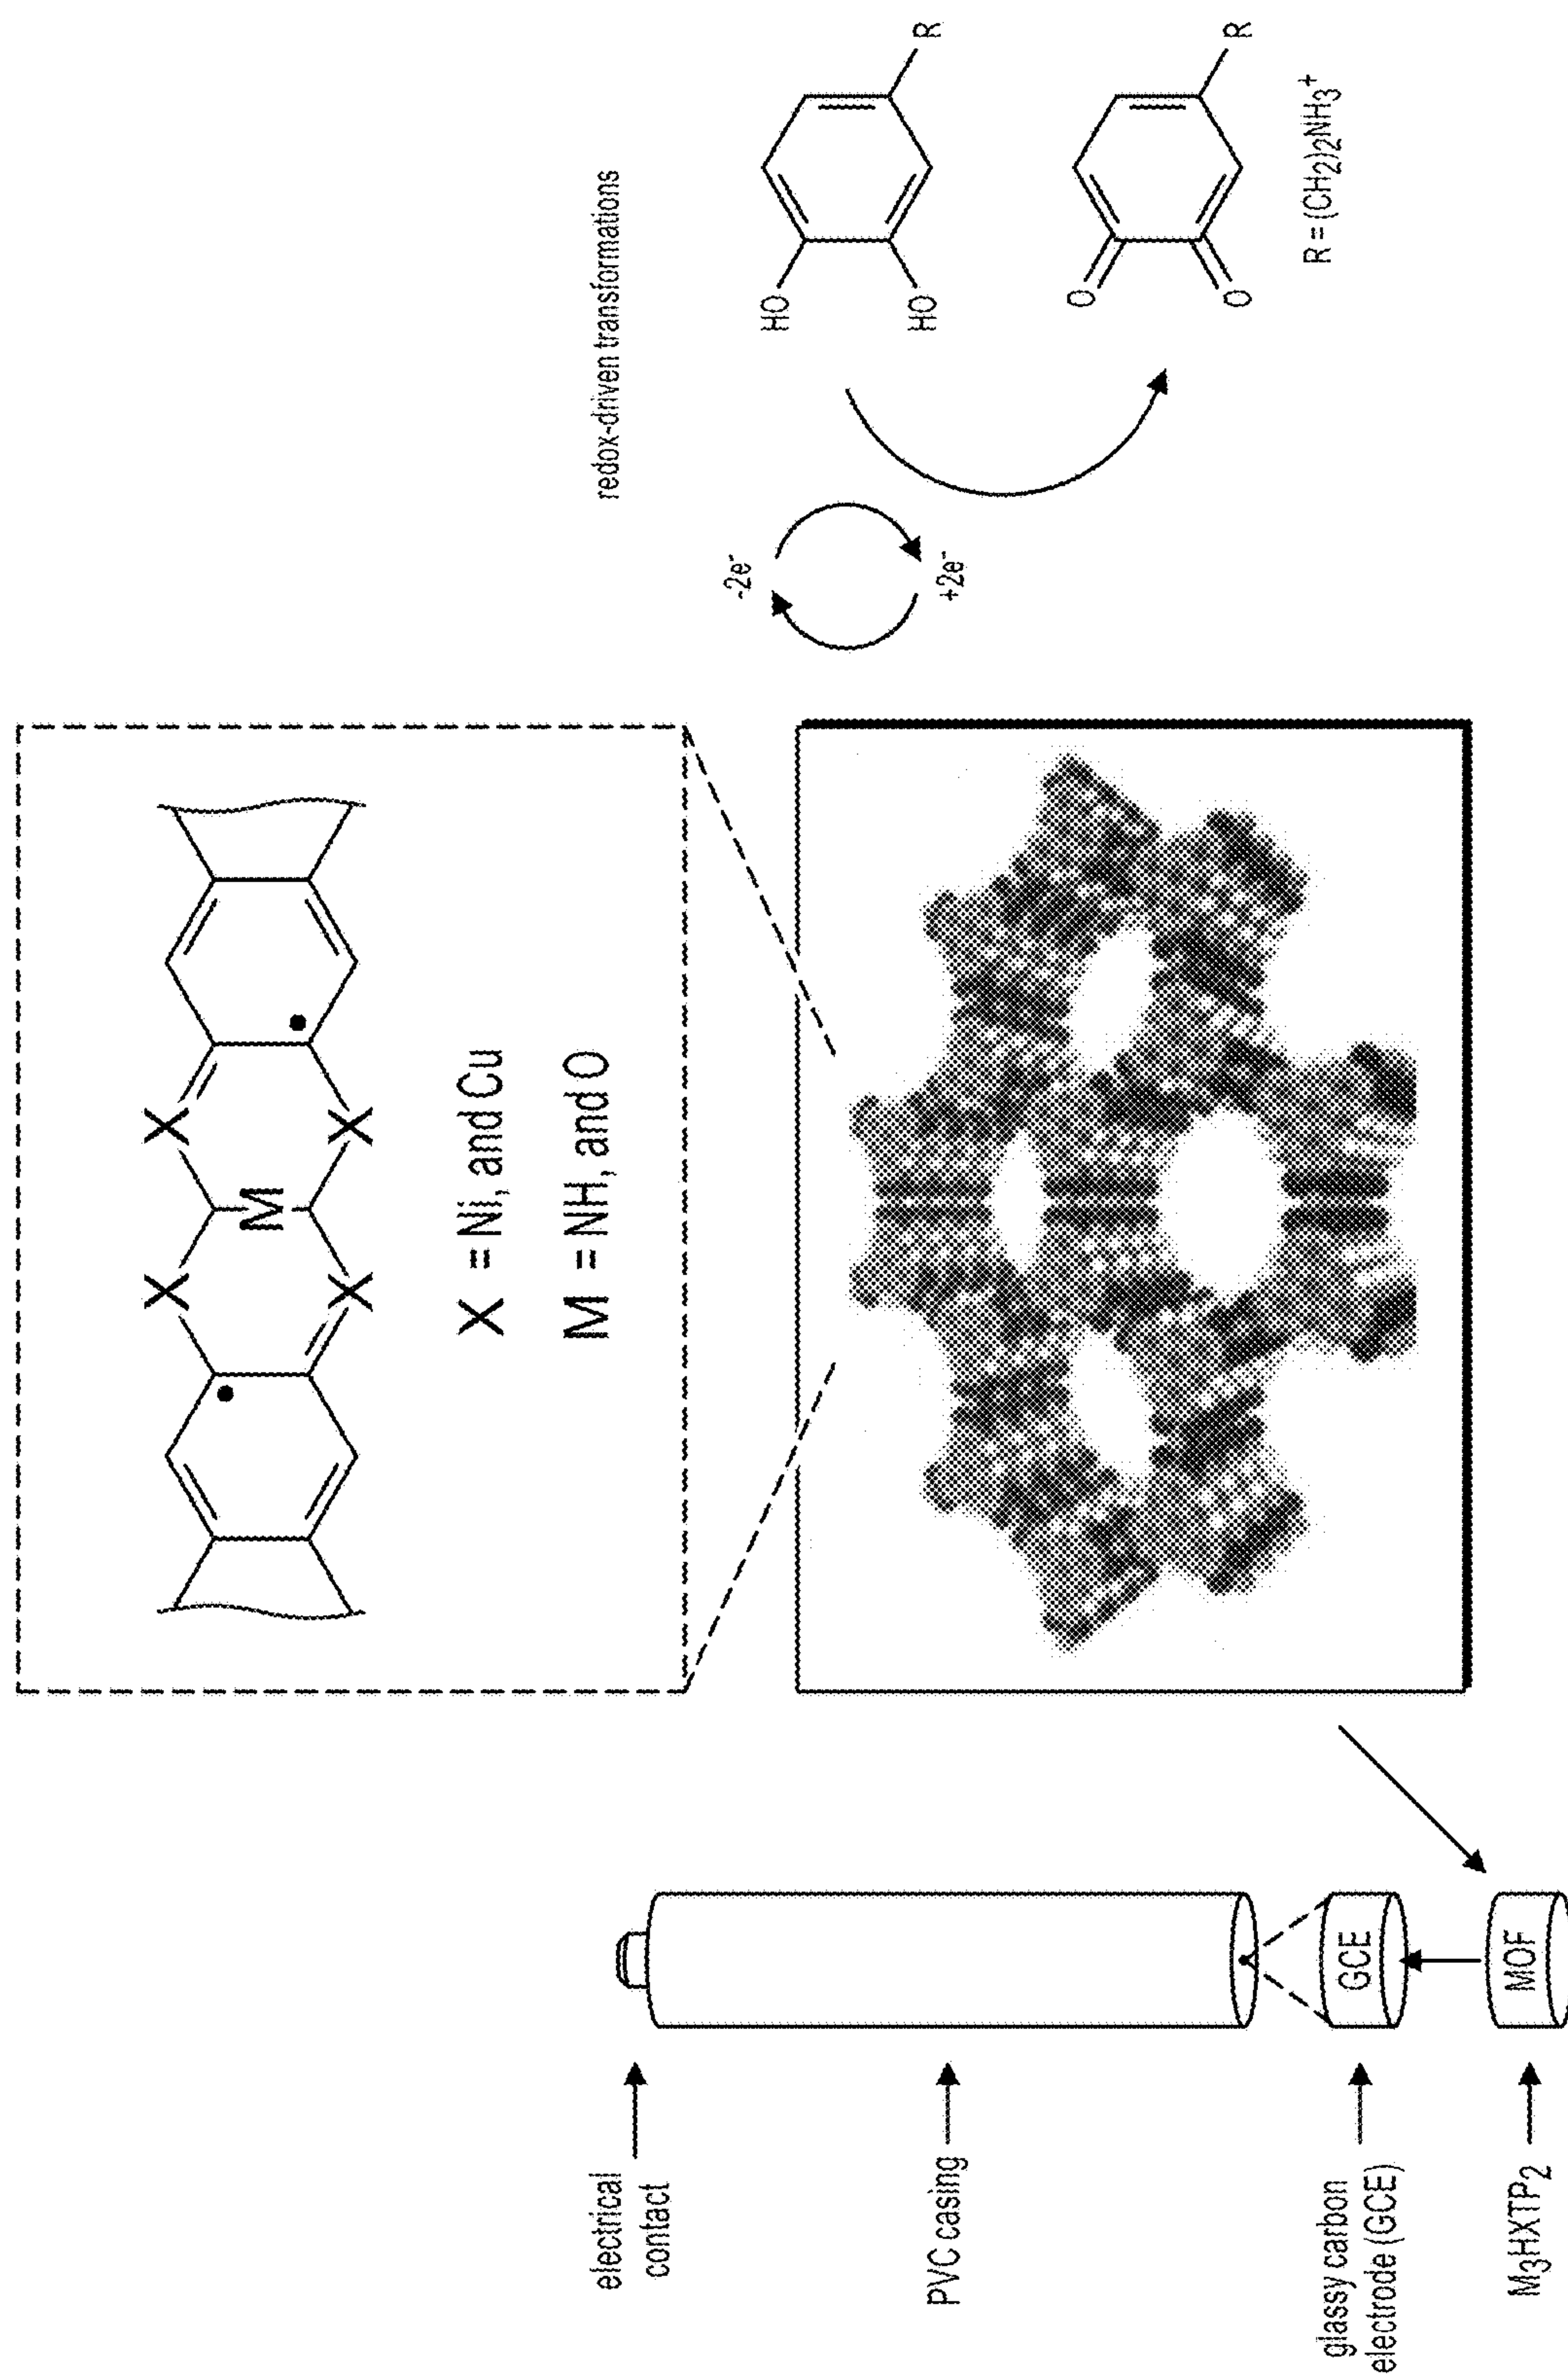 electrical
contact
PVC casing
glassy carbon
electrode (GCE)
M₃HXTP₂
GCE
MOF
X
X
M
X
X
X = Ni, and Cu
M = NH, and O
redox-driven transformations
-2e⁻
+2e⁻
HO
HO
R
O
O
R
R = (CH₂)₂NH₃⁺